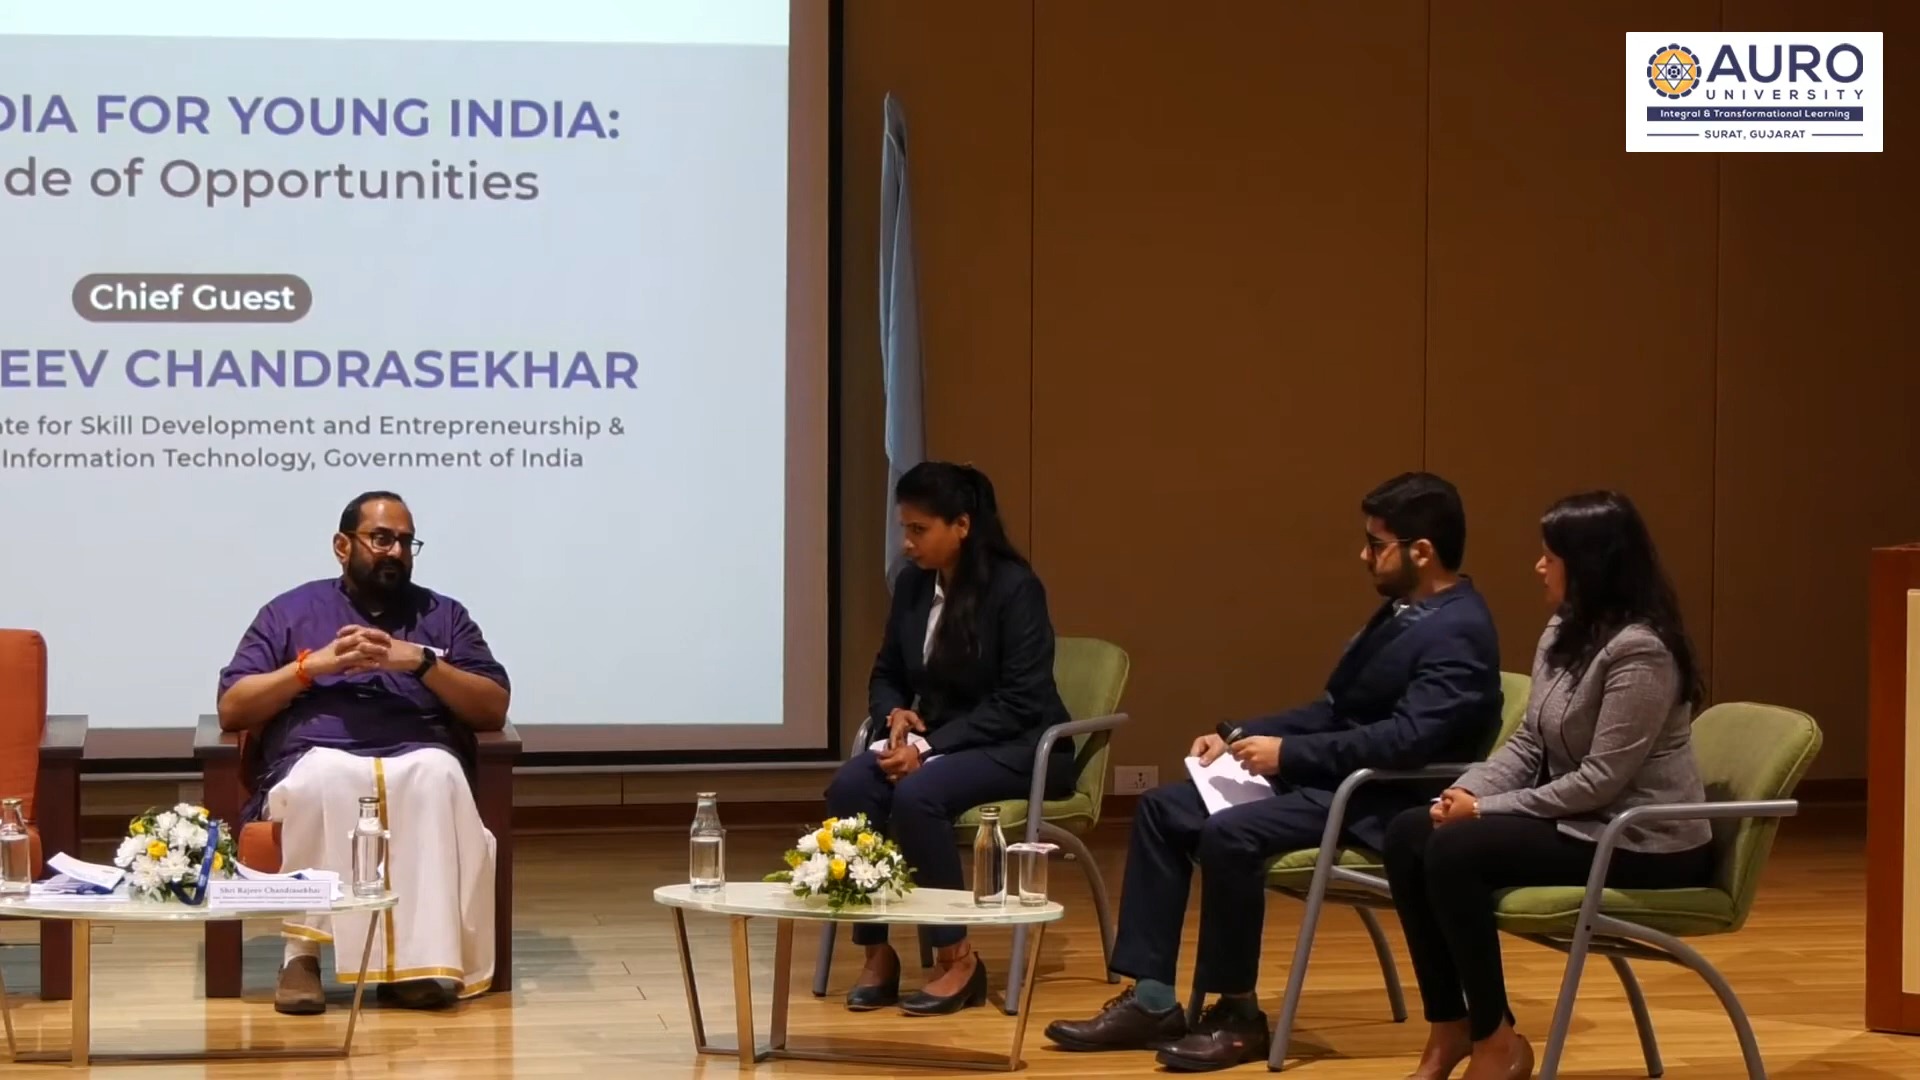 DIA FOR YOUNG INDIA:
de of Opportunities
Chief Guest
EEV CHANDRASEKHAR
ate for Skill Development and Entrepreneurship &
Information Technology, Government of India
AURO
UNIVERSITY
Integral & Transformational Learning
SURAT, GUJARAT
Shri Rajeev Chandrasekhar